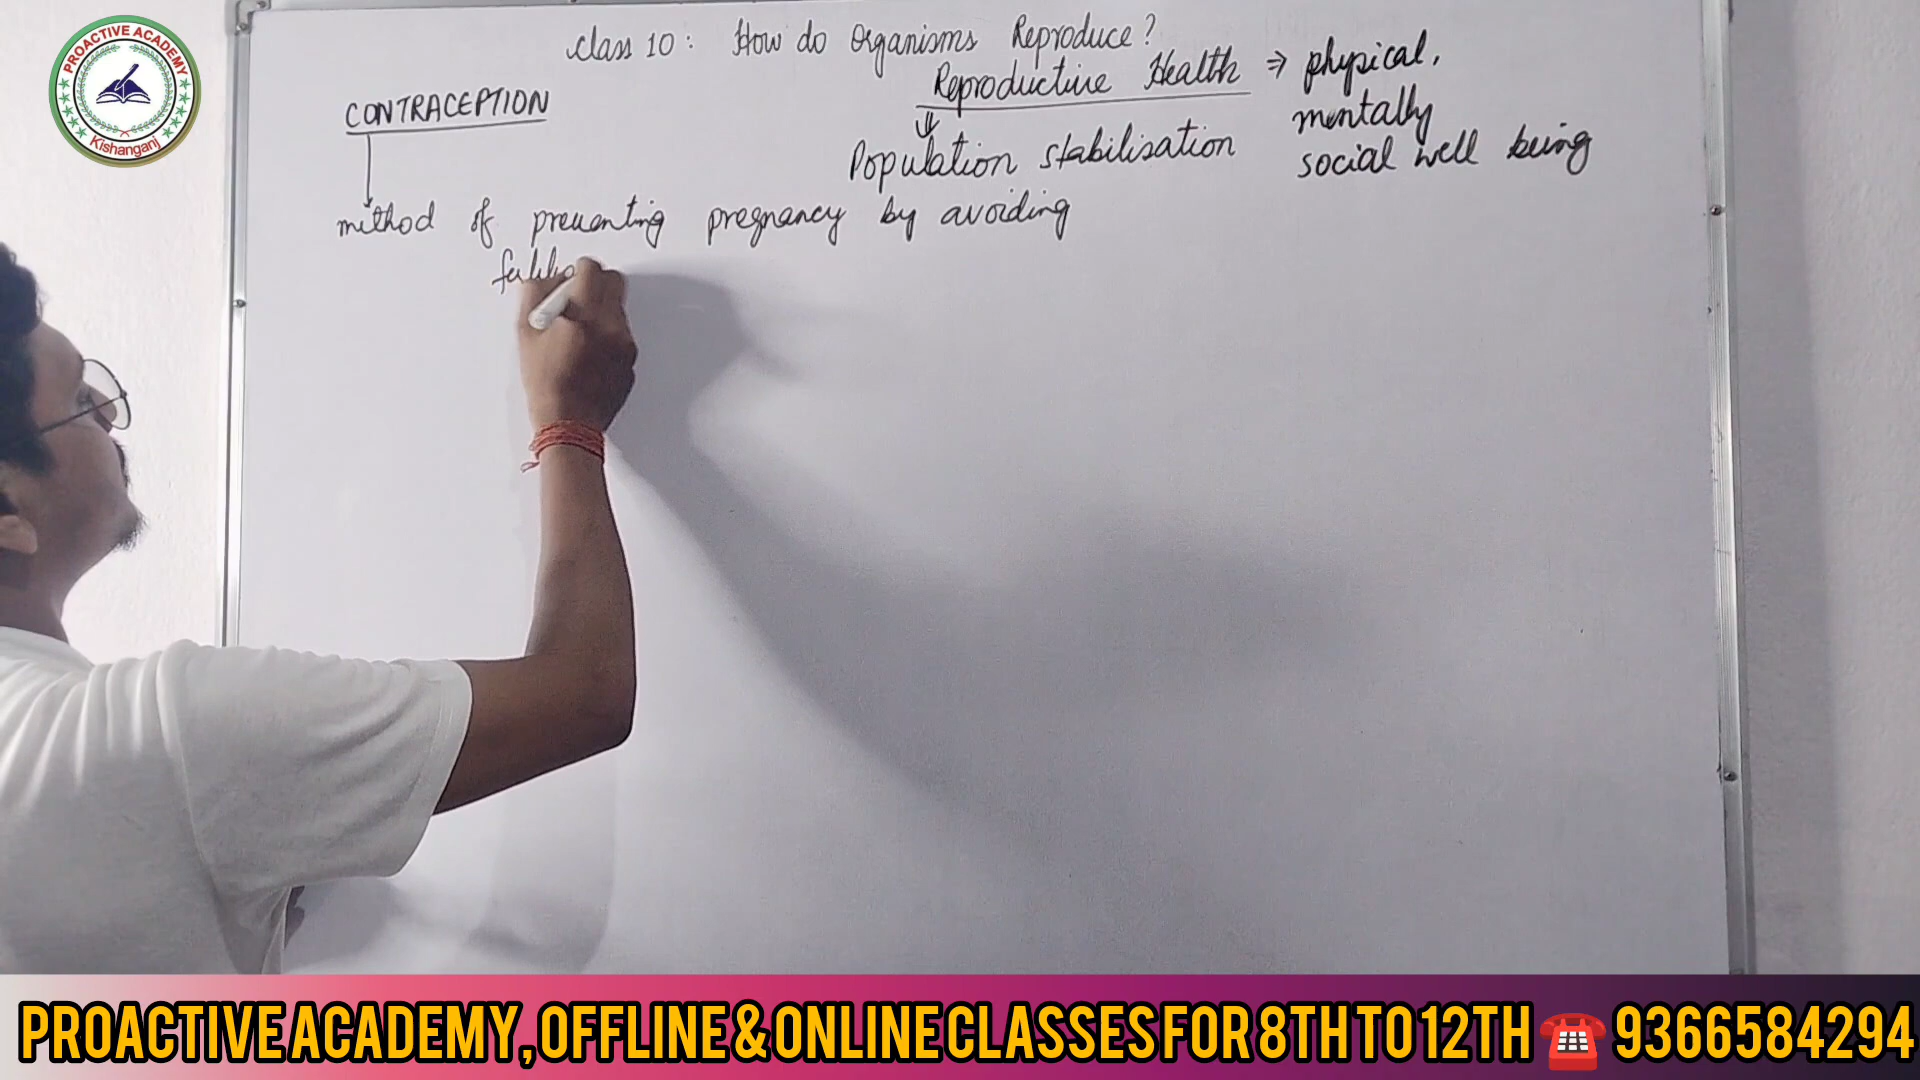 PROACTIVE ACADEMY
Kishanganj
Class 10: How do Organisms Reproduce?
Reproductive Health ⇒ physical,
mentally
social well being
⇓
Population stabilisation
CONTRACEPTION
method of preventing pregnancy by avoiding
PROACTIVE ACADEMY, OFFLINE & ONLINE CLASSES FOR 8TH TO 12TH ☎️ 9366584294